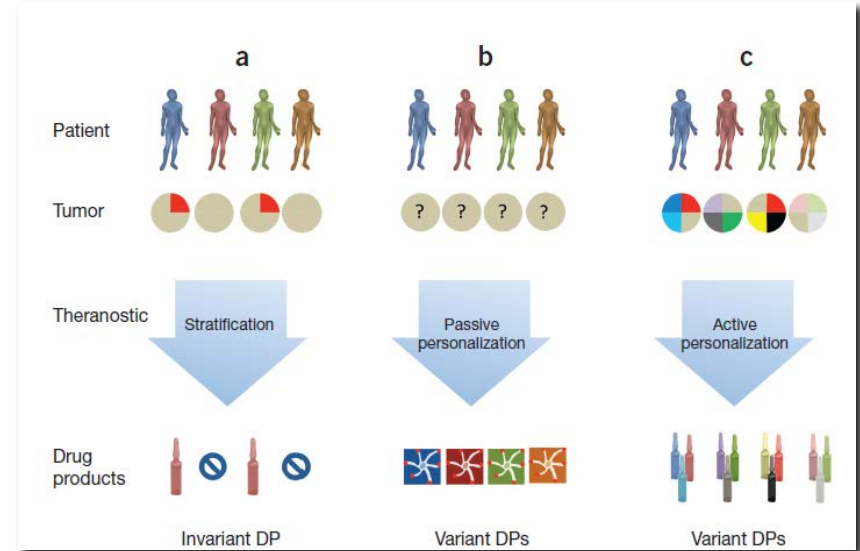 a b c
Patient
Tumor
? ? ? ?
Theranostic
Stratification
Passive
personalization
Active
personalization
Drug
products
Invariant DP Variant DPs Variant DPs